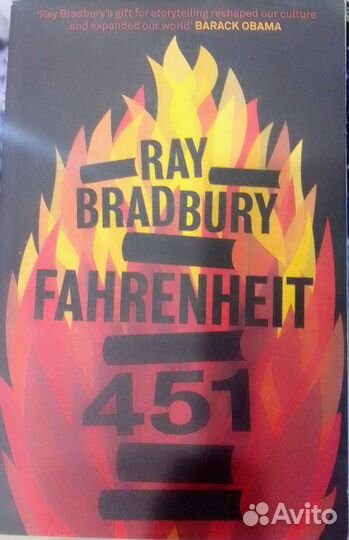 'Ray Bradbury's gift for storytelling reshaped our culture
and expanded our world' BARACK OBAMA
RAY
BRADBURY
FAHRENHEIT
451
Avito